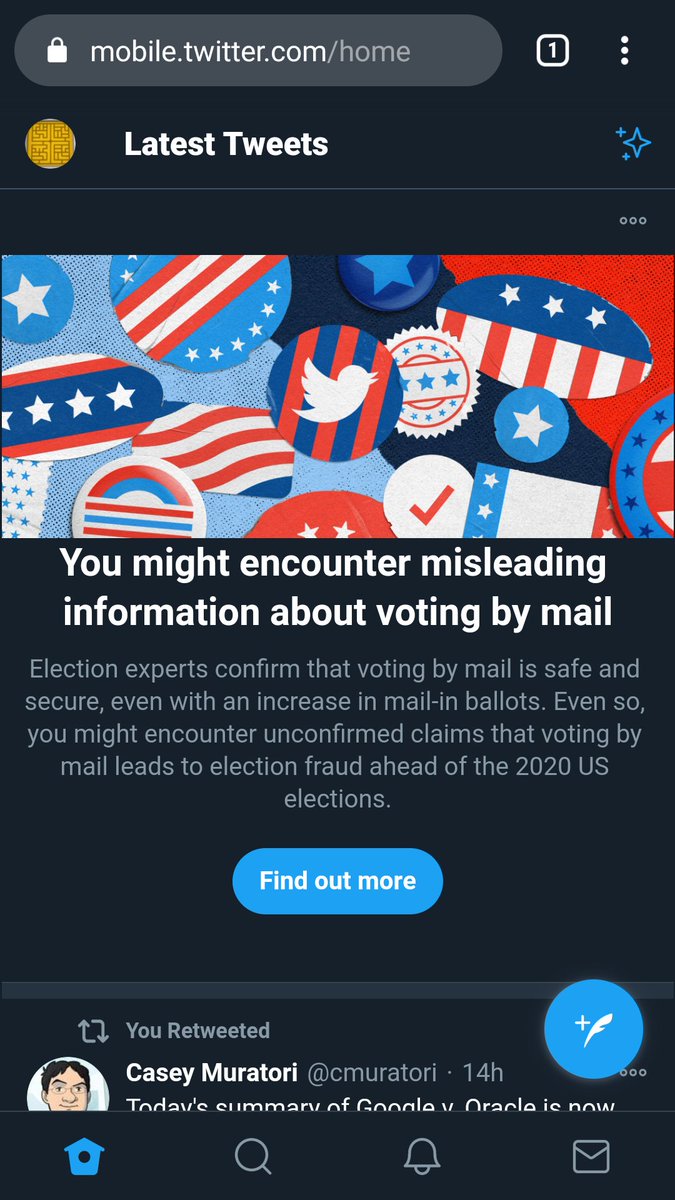 mobile.twitter.com/home
1
Latest Tweets
You might encounter misleading
information about voting by mail
Election experts confirm that voting by mail is safe and
secure, even with an increase in mail-in ballots. Even so,
you might encounter unconfirmed claims that voting by
mail leads to election fraud ahead of the 2020 US
elections.
Find out more
You Retweeted
Casey Muratori @cmuratori · 14h
Today's summary of Google v. Oracle is now